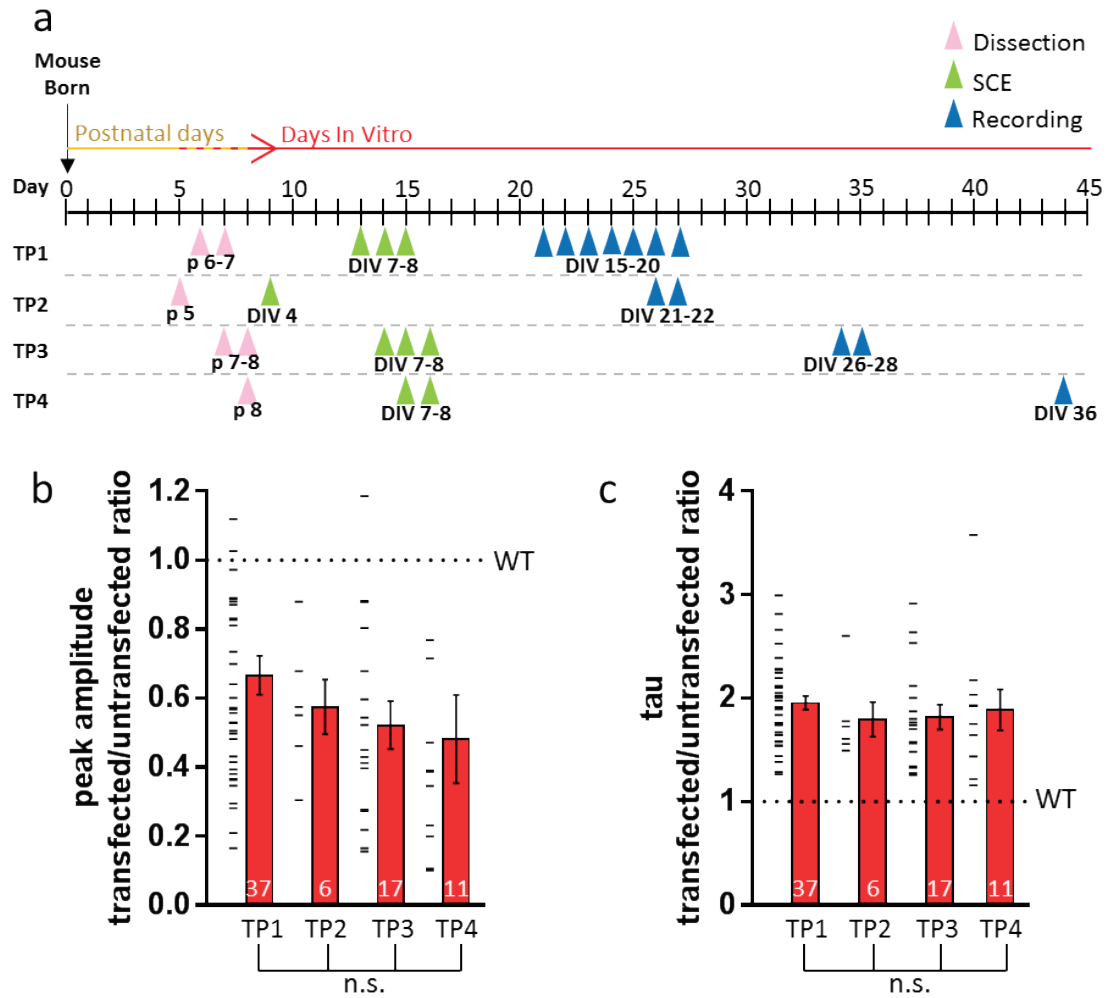 a
Mouse
Born
Dissection
SCE
Recording
Postnatal days
Days In Vitro
Day 0 5 10 15 20 25 30 35 40 45
TP1 p 6-7 DIV 7-8 DIV 15-20
TP2 p 5 DIV 4 DIV 21-22
TP3 p 7-8 DIV 7-8 DIV 26-28
TP4 p 8 DIV 7-8 DIV 36
b
peak amplitude
transfected/untransfected ratio
1.2
1.0
0.8
0.6
0.4
0.2
0.0
WT
37 6 17 11
TP1 TP2 TP3 TP4
n.s.
c
tau
transfected/untransfected ratio
4
3
2
1
0
WT
37 6 17 11
TP1 TP2 TP3 TP4
n.s.